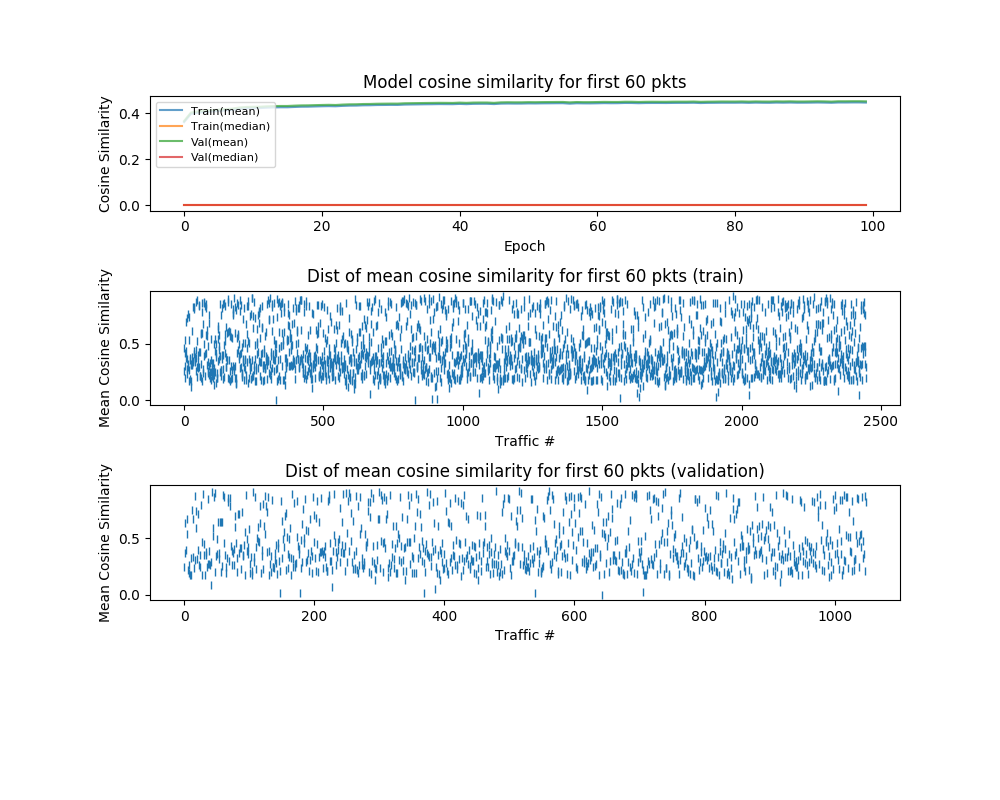 Model cosine similarity for first 60 pkts
Cosine Similarity
0.4
0.2
0.0
Train(mean)
Train(median)
Val(mean)
Val(median)
0 20 40 60 80 100
Epoch
Dist of mean cosine similarity for first 60 pkts (train)
Mean Cosine Similarity
0.5
0.0
0 500 1000 1500 2000 2500
Traffic #
Dist of mean cosine similarity for first 60 pkts (validation)
Mean Cosine Similarity
0.5
0.0
0 200 400 600 800 1000
Traffic #